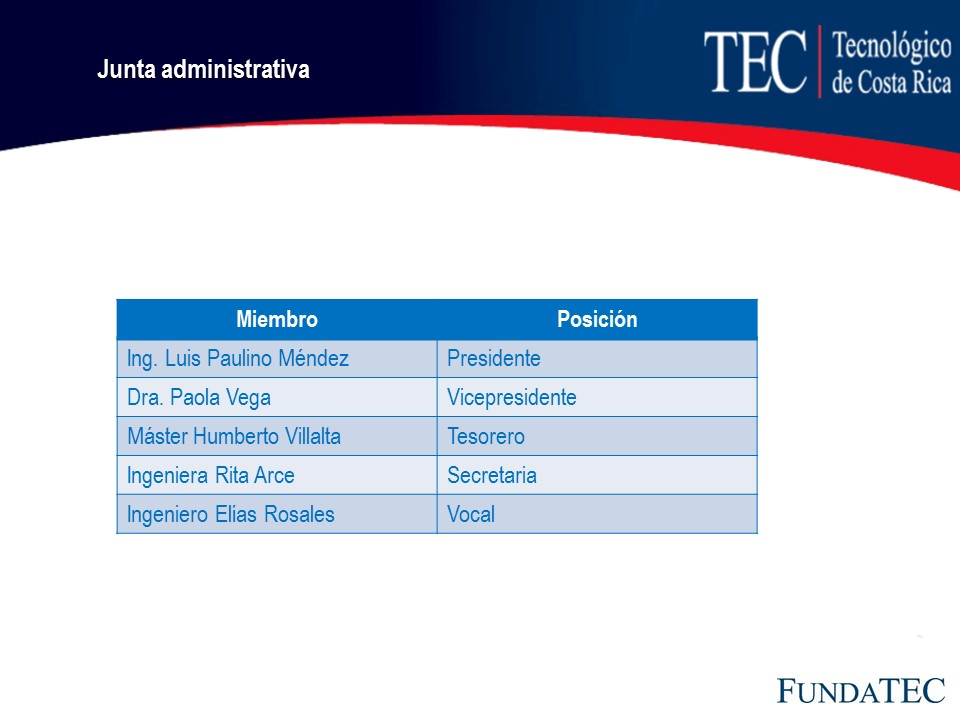 Junta administrativa
TEC | Tecnológico
de Costa Rica
Miembro Posición
Ing. Luis Paulino Méndez Presidente
Dra. Paola Vega Vicepresidente
Máster Humberto Villalta Tesorero
Ingeniera Rita Arce Secretaria
Ingeniero Elias Rosales Vocal
FUNDATEC